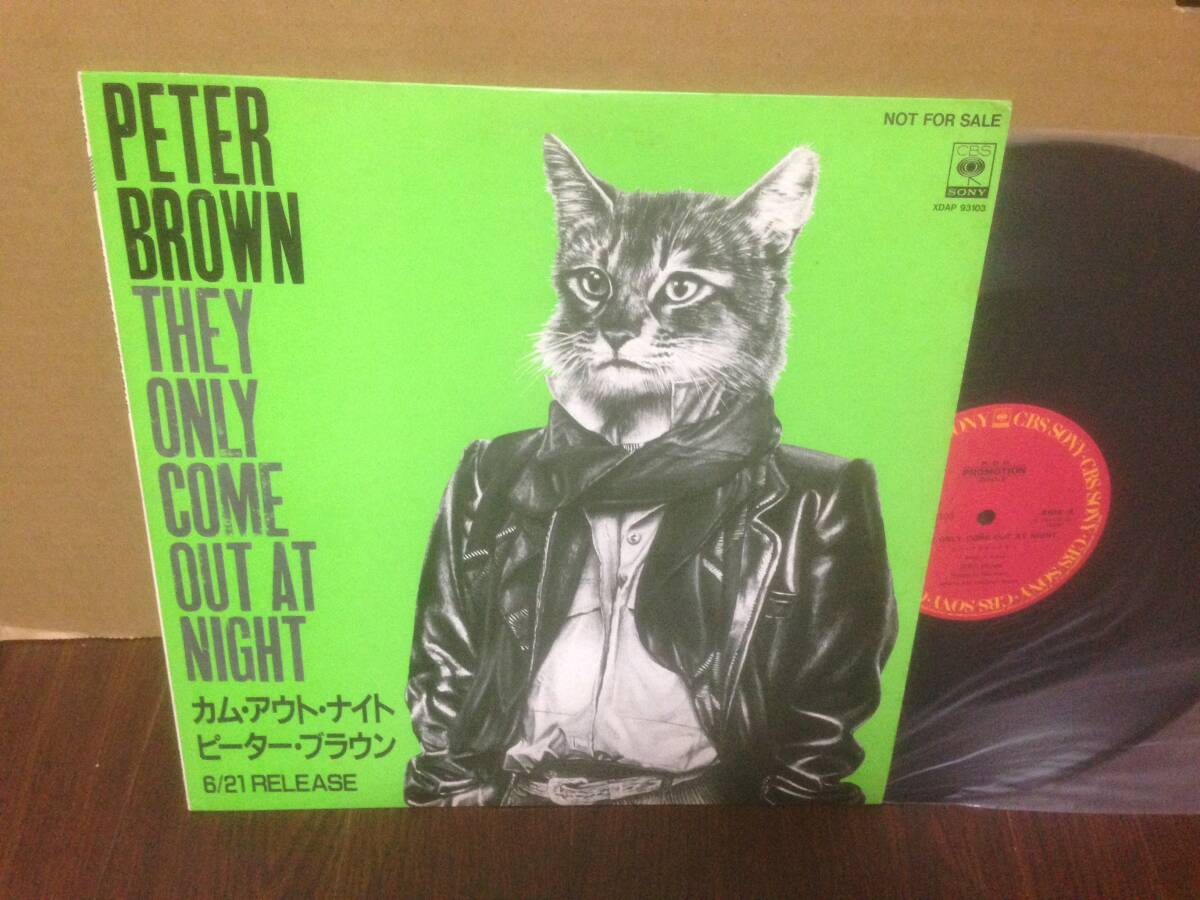 PETER
BROWN
THEY
ONLY
COME
OUT AT
NIGHT
カム・アウト・ナイト
ピーター・ブラウン
6/21 RELEASE
NOT FOR SALE
CBS
SONY
XDAP 93103
CBS/SONY
PROMOTION
ONLY COME OUT AT NIGHT